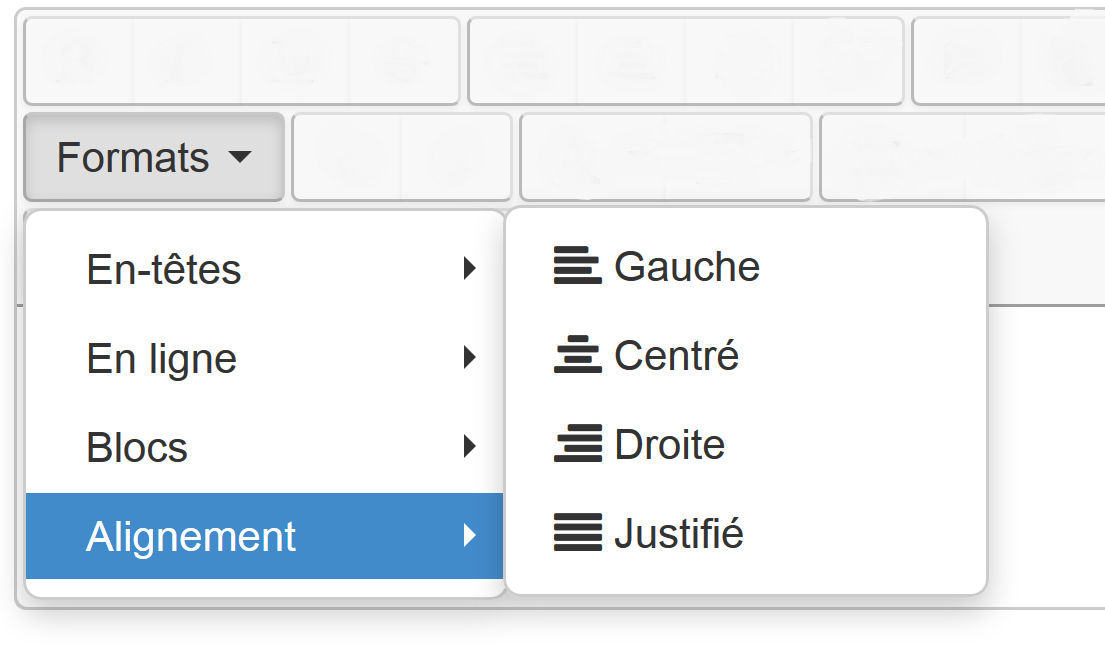 Formats
En-têtes
En ligne
Blocs
Alignement
Gauche
Centré
Droite
Justifié